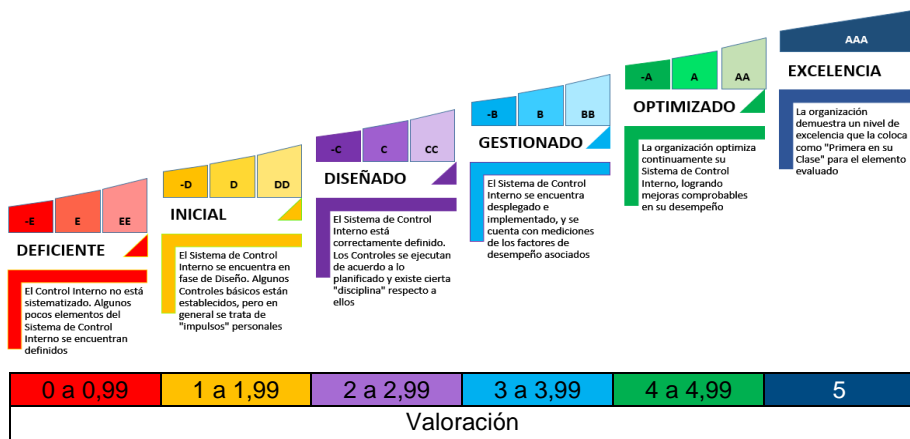 -E E EE
DEFICIENTE
El Control Interno no está
sistematizado. Algunos
pocos elementos del
Sistema de Control
Interno se encuentran
definidos
-D D DD
INICIAL
El Sistema de Control
Interno se encuentra en
fase de Diseño. Algunos
Controles básicos están
establecidos, pero en
general se trata de
"impulsos" personales
-C C CC
DISEÑADO
El Sistema de Control
Interno está
correctamente definido.
Los Controles se ejecutan
de acuerdo a lo
planificado y existe cierta
"disciplina" respecto a
ellos
-B B BB
GESTIONADO
El Sistema de Control
Interno se encuentra
desplegado e
implementado, y se
cuenta con mediciones
de los factores de
desempeño asociados
-A A AA
OPTIMIZADO
La organización optimiza
continuamente su
Sistema de Control
Interno, logrando
mejoras comprobables
en su desempeño
AAA
EXCELENCIA
La organización
demuestra un nivel de
excelencia que la coloca
como "Primera en su
Clase" para el elemento
evaluado
0 a 0,99 1 a 1,99 2 a 2,99 3 a 3,99 4 a 4,99 5
Valoración